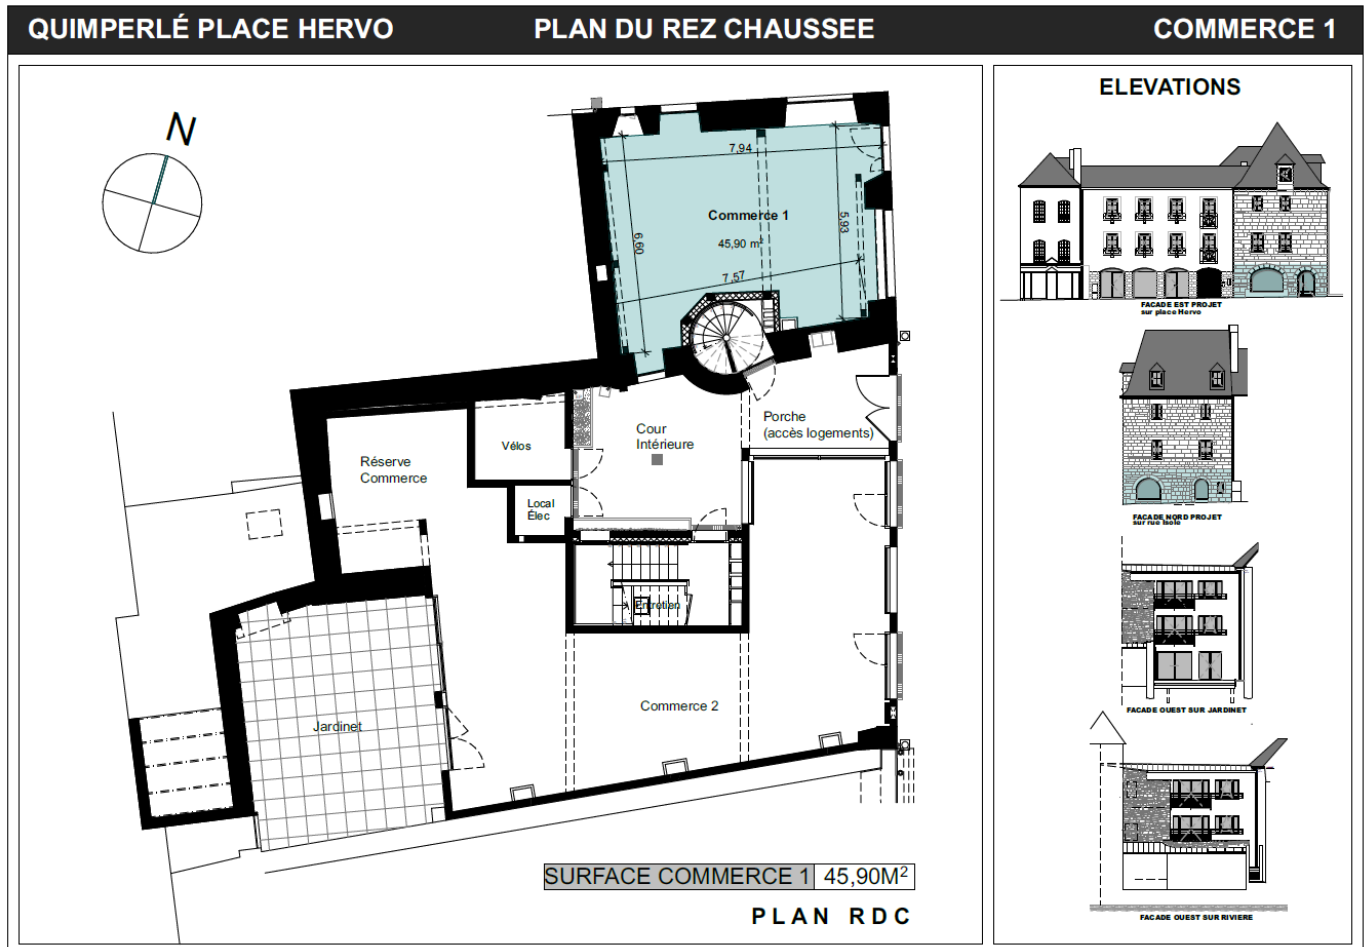 QUIMPERLÉ PLACE HERVO PLAN DU REZ CHAUSSEE COMMERCE 1
N
7,94
Commerce 1
45,90 m²
6,60
5,93
7,57
Porche
(accès logements)
Cour
Intérieure
Vélos
Réserve
Commerce
Local
Élec
Entretien
Commerce 2
Jardinet
SURFACE COMMERCE 1 45,90M²
PLAN RDC
ELEVATIONS
FACADE EST PROJET
sur place Hervo
FACADE NORD PROJET
sur rue Isole
FACADE OUEST SUR JARDINET
FACADE OUEST SUR RIVIERE